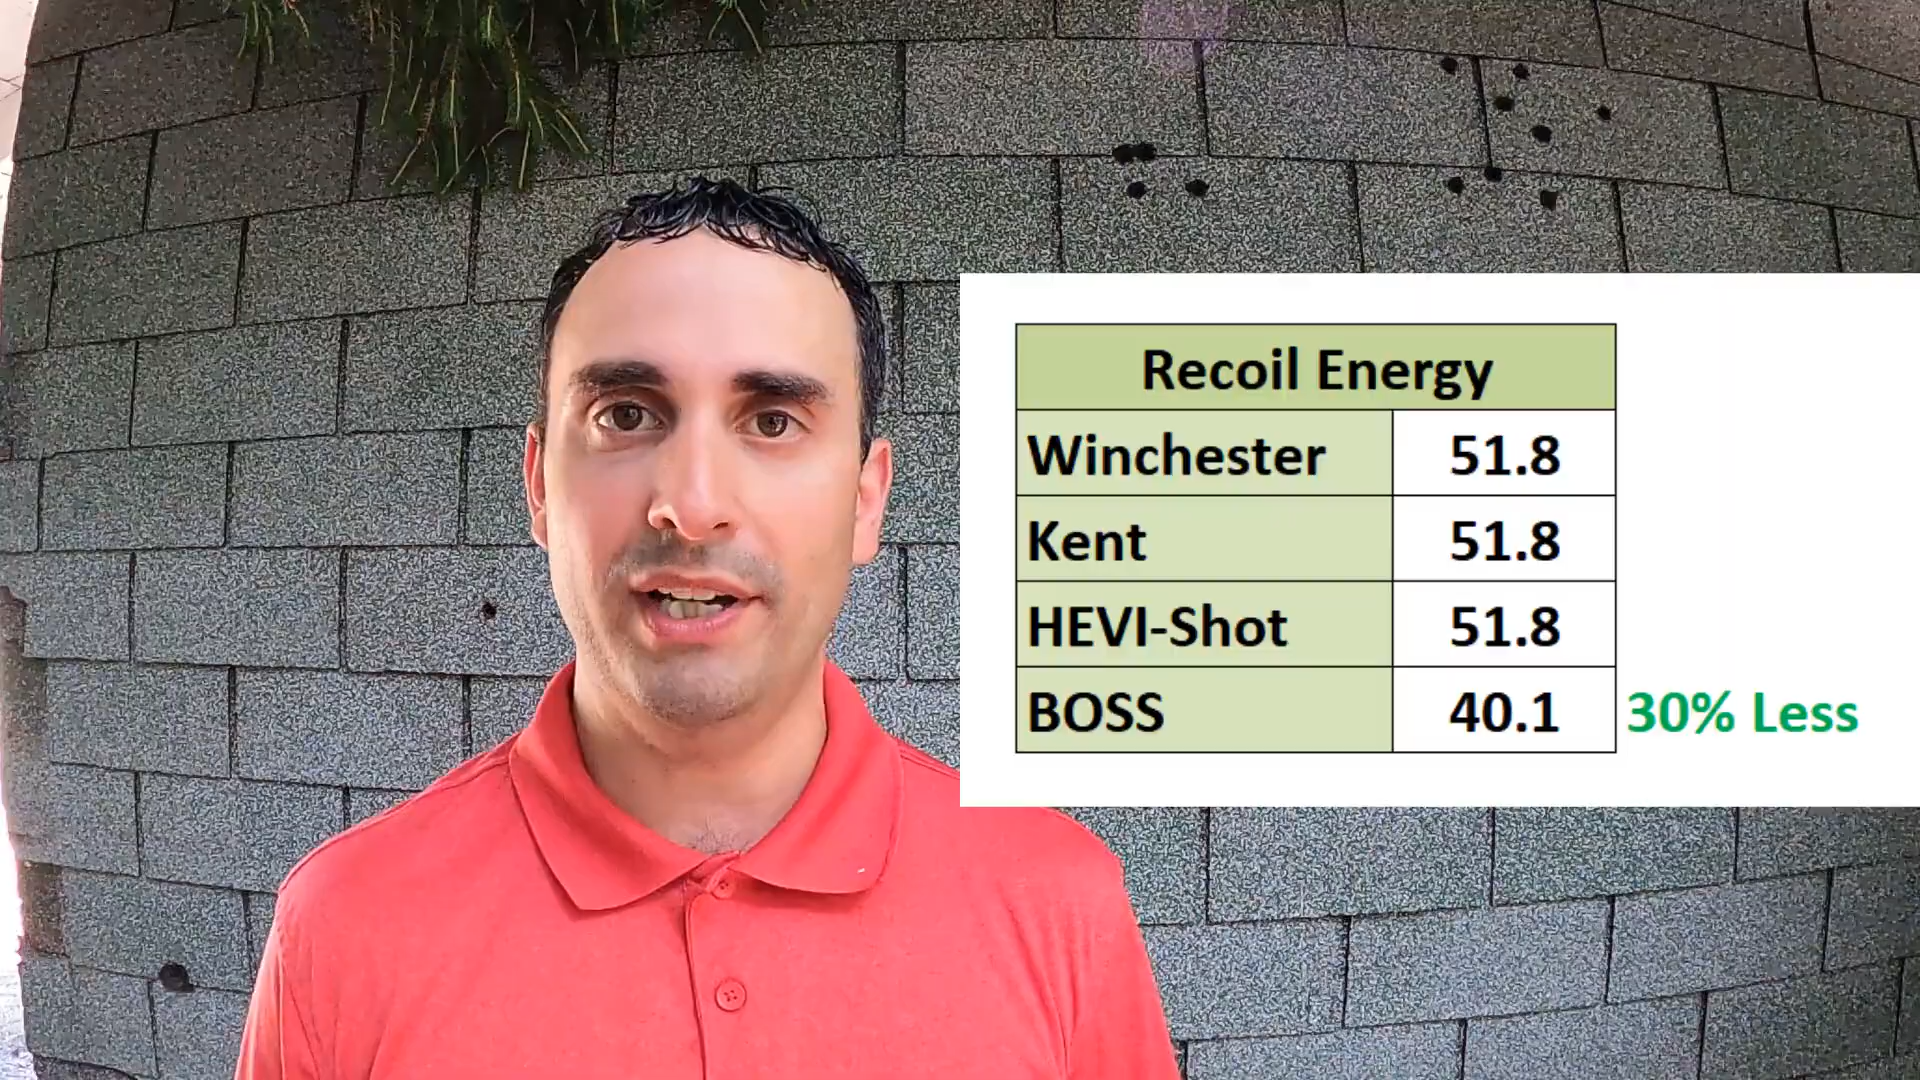 Recoil Energy
Winchester 51.8
Kent 51.8
HEVI-Shot 51.8
BOSS 40.1 30% Less